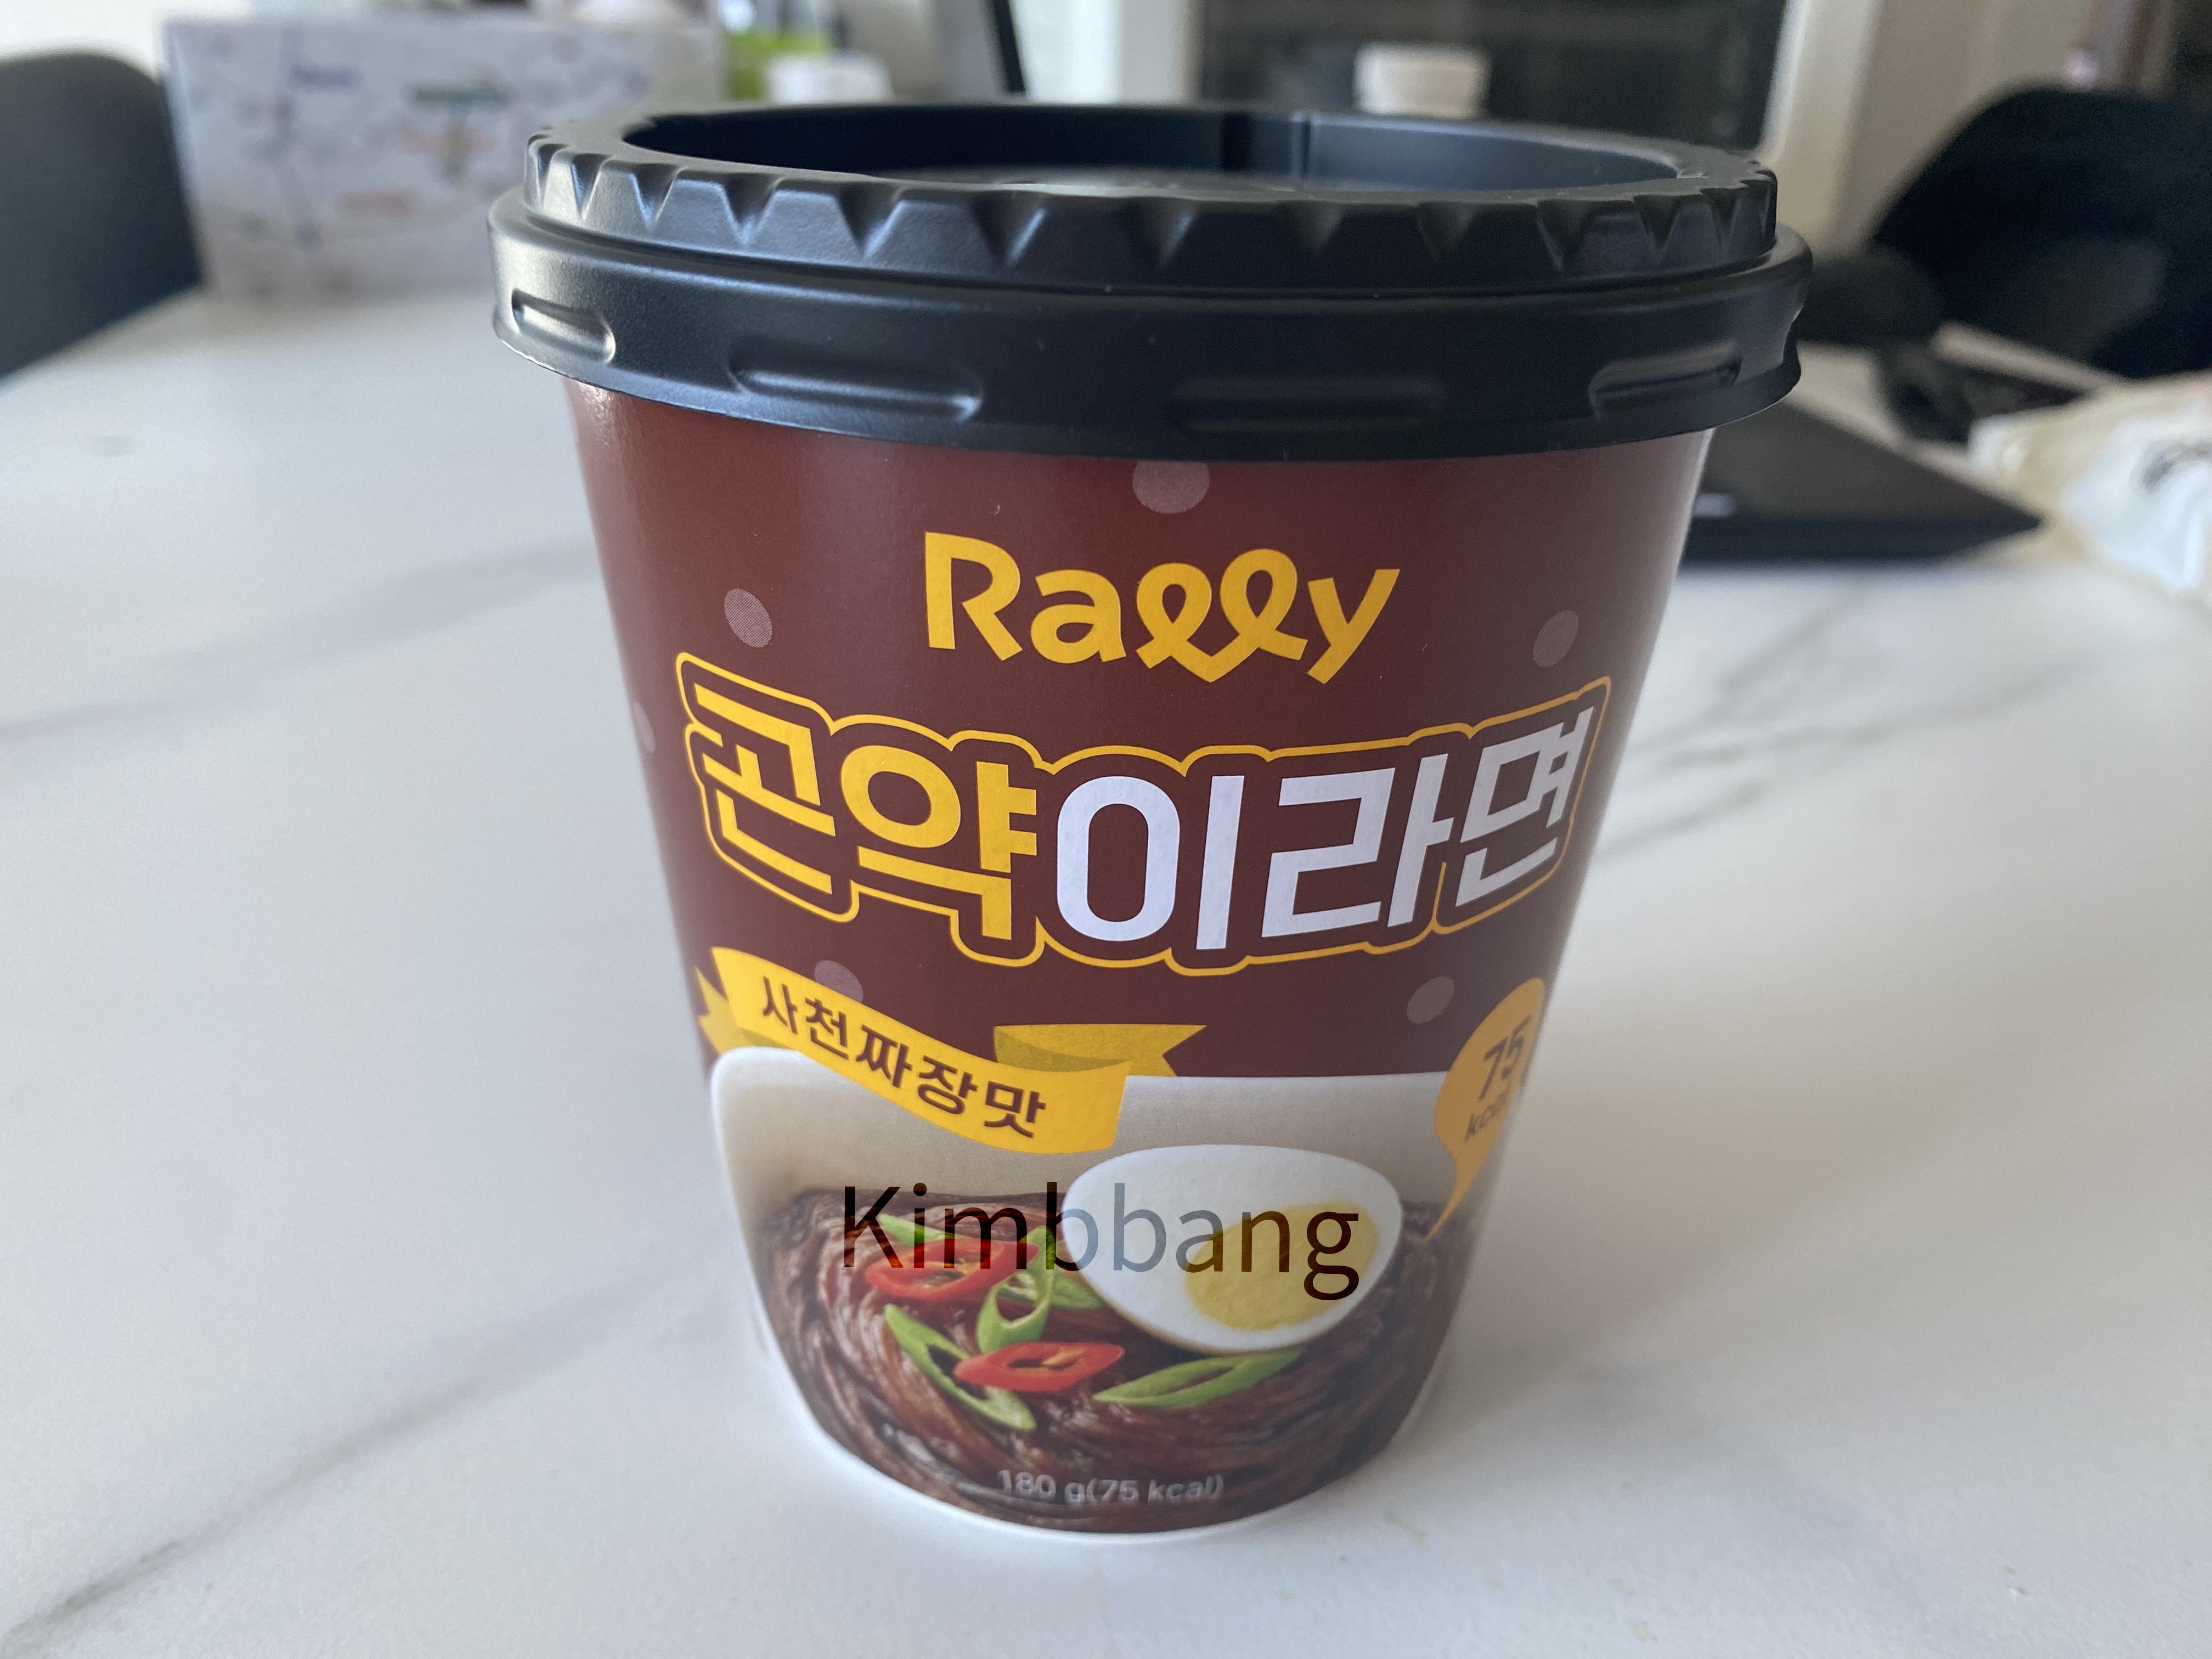 Rally
곤약이라면
사천짜장맛
75
kcal
Kimbbang
180 g(75 kcal)